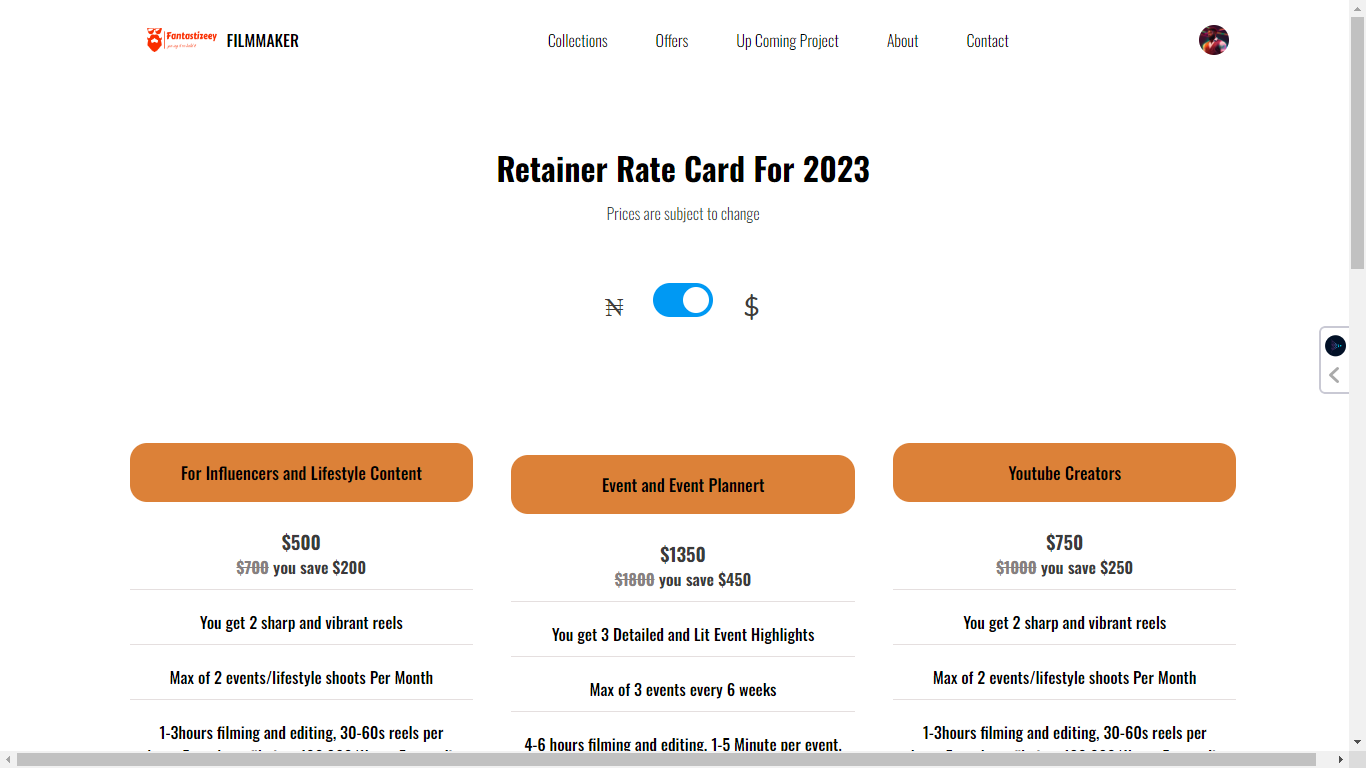 Fantastizeey
FILMMAKER
Collections
Offers
Up Coming Project
About
Contact
Retainer Rate Card For 2023
Prices are subject to change
₦
$
For Influencers and Lifestyle Content
$500
$700 you save $200
You get 2 sharp and vibrant reels
Max of 2 events/lifestyle shoots Per Month
1-3hours filming and editing, 30-60s reels per
Event and Event Plannert
$1350
$1800 you save $450
You get 3 Detailed and Lit Event Highlights
Max of 3 events every 6 weeks
4-6 hours filming and editing, 1-5 Minute per event,
Youtube Creators
$750
$1000 you save $250
You get 2 sharp and vibrant reels
Max of 2 events/lifestyle shoots Per Month
1-3hours filming and editing, 30-60s reels per